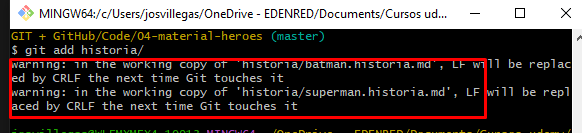 MINGW64:/c/Users/josvillegas/OneDrive - EDENRED/Documents/Cursos ude
GIT + GitHub/Code/04-material-heroes (master)
$ git add historia/
warning: in the working copy of 'historia/batman.historia.md', LF will be replac
ed by CRLF the next time Git touches it
warning: in the working copy of 'historia/superman.historia.md', LF will be repl
aced by CRLF the next time Git touches it